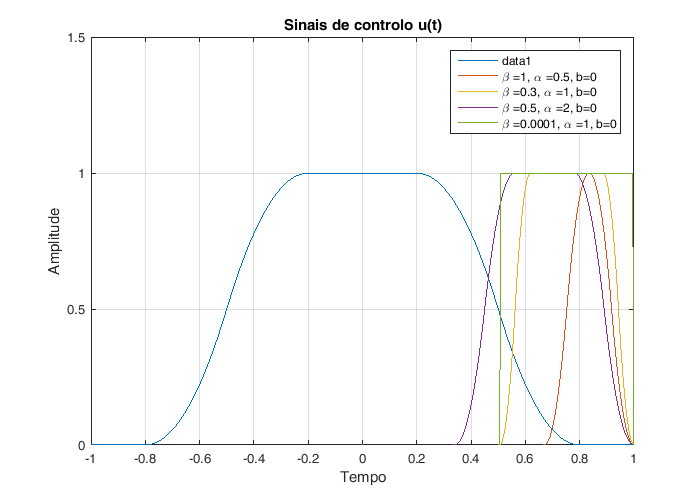 Sinais de controlo u(t)
1.5
data1
β =1, α =0.5, b=0
β =0.3, α =1, b=0
β =0.5, α =2, b=0
β =0.0001, α =1, b=0
1
Amplitude
0.5
0
-1 -0.8 -0.6 -0.4 -0.2 0 0.2 0.4 0.6 0.8 1
Tempo